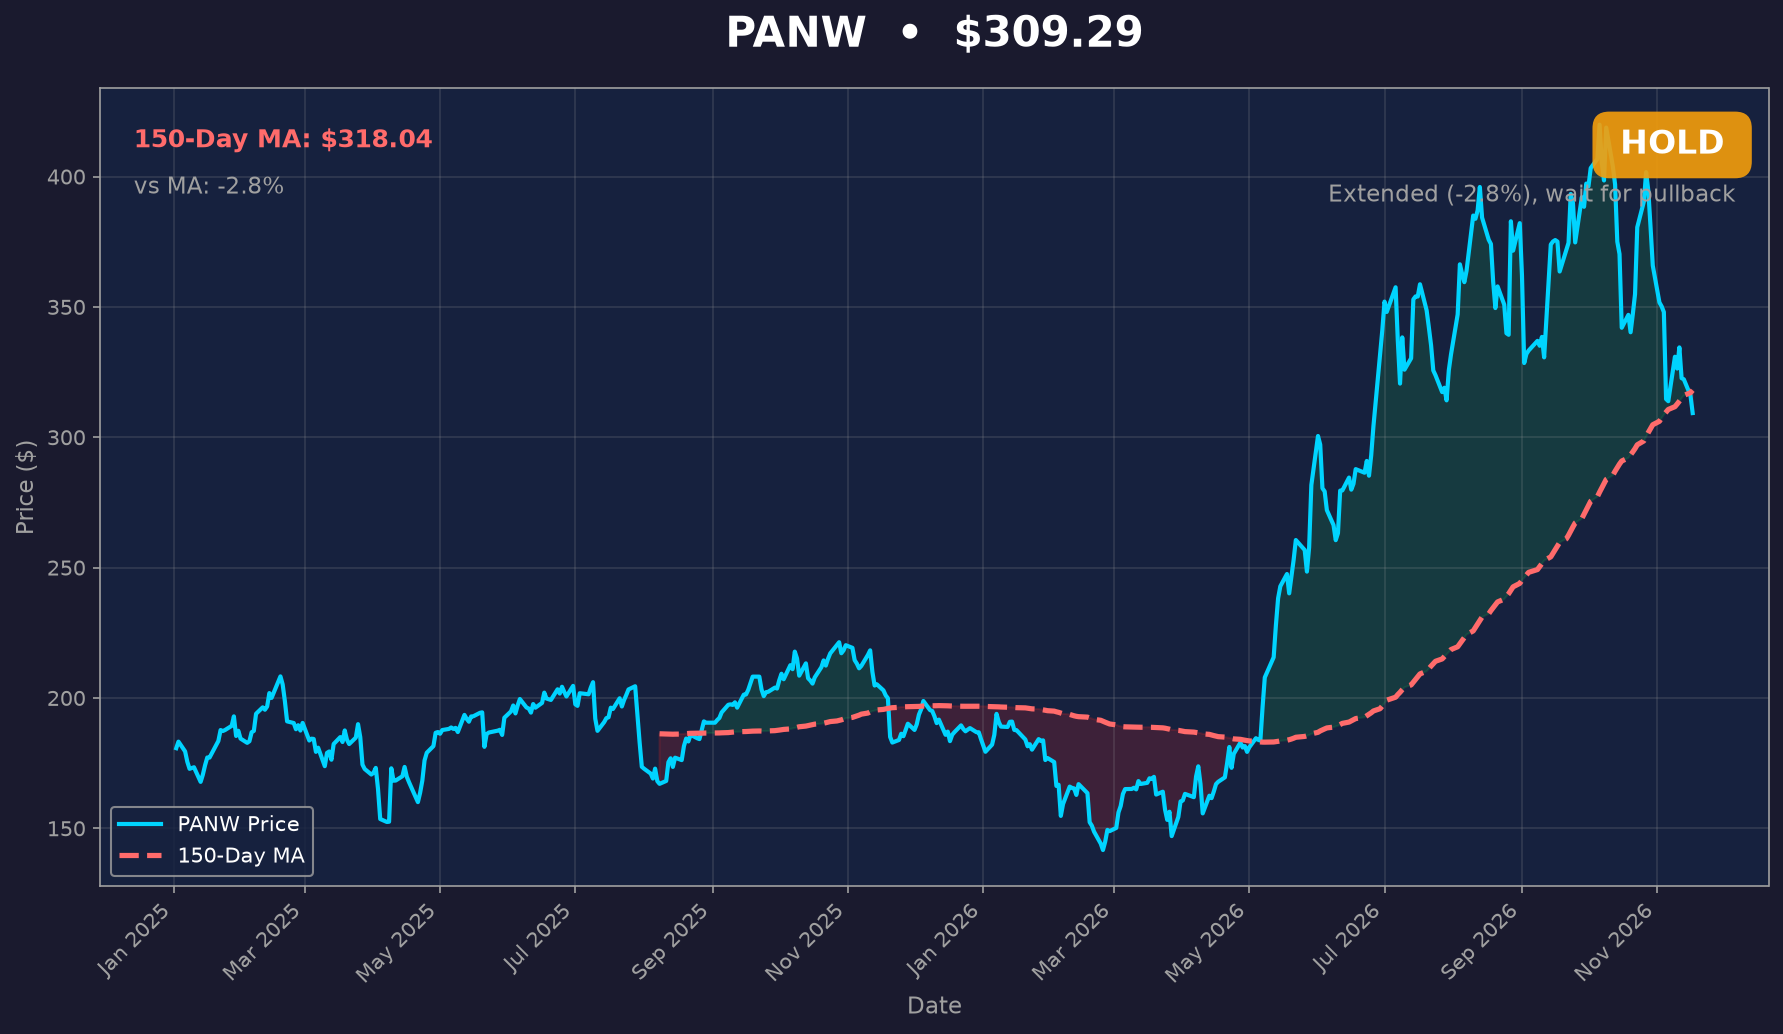 PANW • $309.29
150-Day MA: $318.04
vs MA: -2.8%
HOLD
Extended (-2.8%), wait for pullback
Price ($)
400
350
300
250
200
150
PANW Price
150-Day MA
Jan 2025
Mar 2025
May 2025
Jul 2025
Sep 2025
Nov 2025
Jan 2026
Mar 2026
May 2026
Jul 2026
Sep 2026
Nov 2026
Date